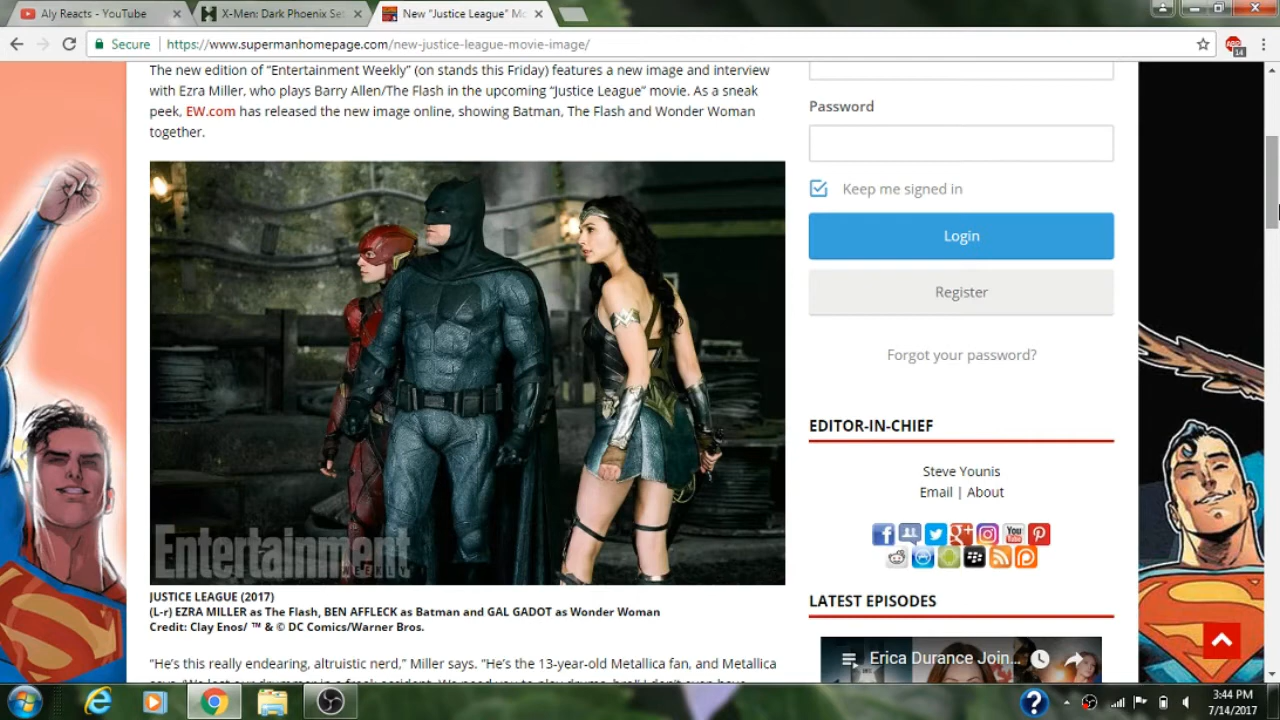 Aly Reacts - YouTube
X-Men: Dark Phoenix Se
New "Justice League" Mo
Secure
https://www.supermanhomepage.com/new-justice-league-movie-image/
14
The new edition of “Entertainment Weekly” (on stands this Friday) features a new image and interview
with Ezra Miller, who plays Barry Allen/The Flash in the upcoming “Justice League” movie. As a sneak
peek, EW.com has released the new image online, showing Batman, The Flash and Wonder Woman
together.
Entertainment
WEEKLY
JUSTICE LEAGUE (2017)
(L-r) EZRA MILLER as The Flash, BEN AFFLECK as Batman and GAL GADOT as Wonder Woman
Credit: Clay Enos/ ™ & © DC Comics/Warner Bros.
“He’s this really endearing, altruistic nerd,” Miller says. “He’s the 13-year-old Metallica fan, and Metallica
Password
Keep me signed in
Login
Register
Forgot your password?
EDITOR-IN-CHIEF
Steve Younis
Email | About
You
LATEST EPISODES
Erica Durance Join...
3:44 PM
7/14/2017